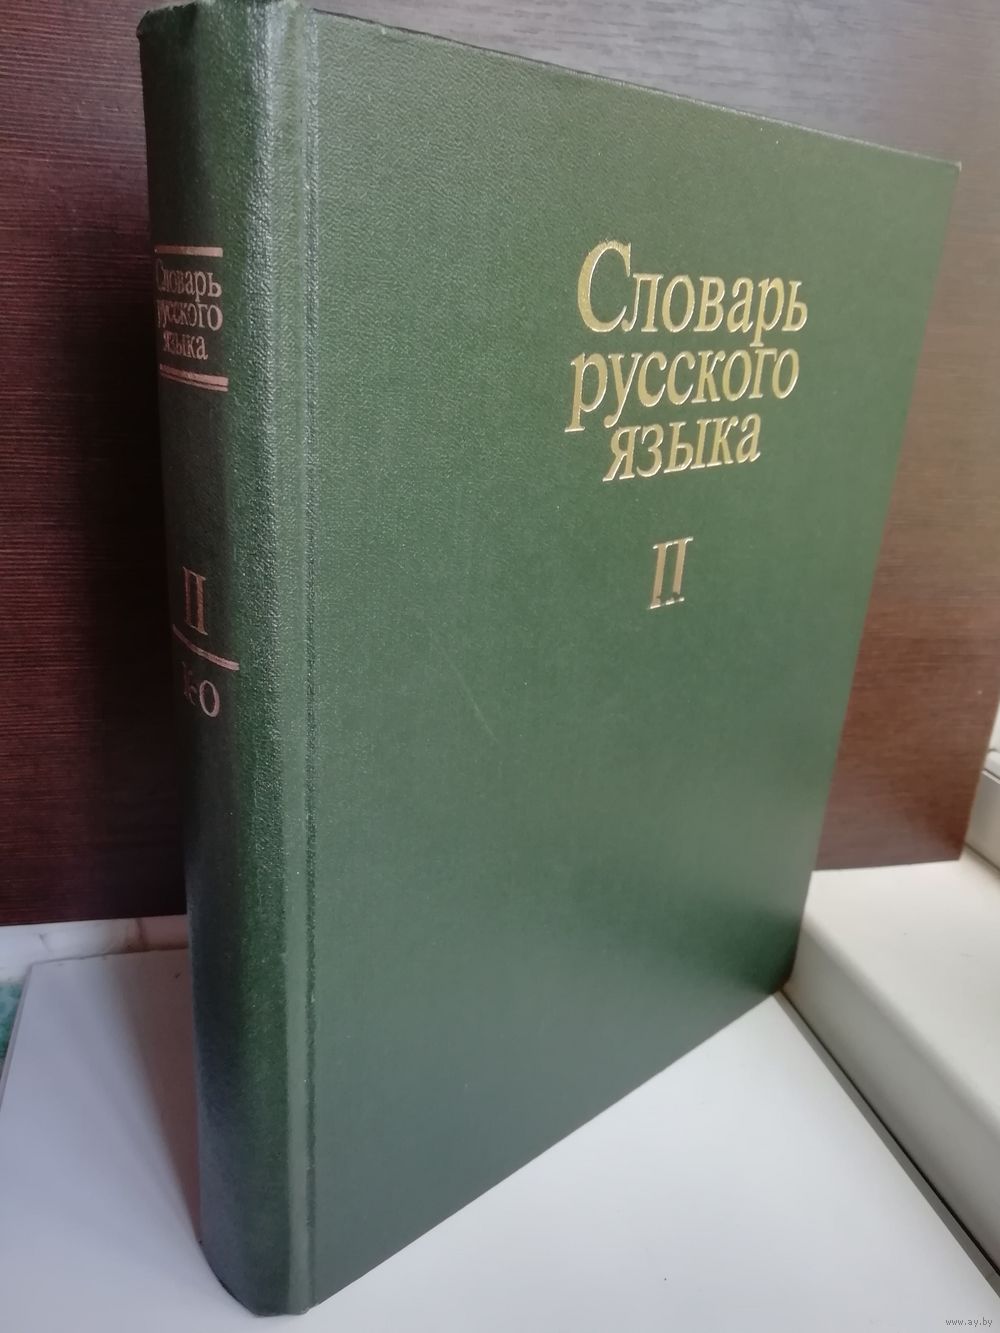 Словарь
русского
языка
II
К-О
Словарь
русского
языка
II
www.ay.by